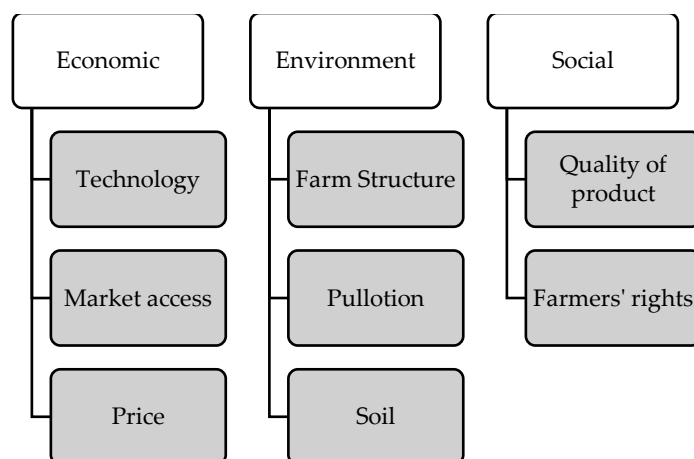 Economic
Technology
Market access
Price
Environment
Farm Structure
Pullotion
Soil
Social
Quality of
product
Farmers' rights